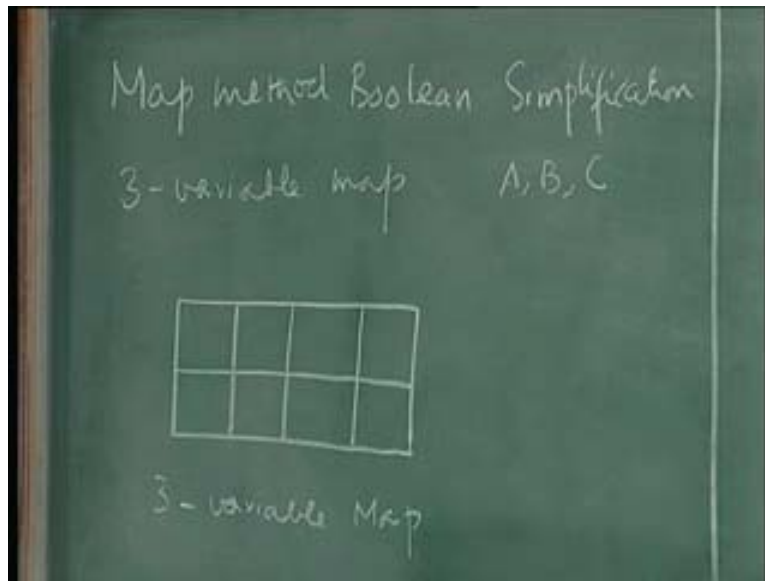 Map method Boolean Simplification
3-variable map A, B, C
3-variable Map